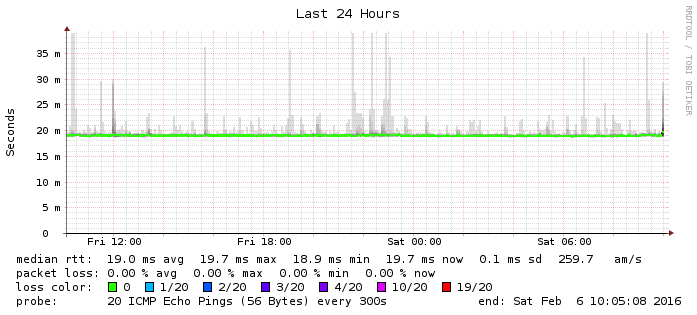 Last 24 Hours
RRDTOOL / TOBI OETIKER
Seconds
35 m
30 m
25 m
20 m
15 m
10 m
5 m
0
Fri 12:00 Fri 18:00 Sat 00:00 Sat 06:00
median rtt: 19.0 ms avg 19.7 ms max 18.9 ms min 19.7 ms now 0.1 ms sd 259.7 am/s
packet loss: 0.00 % avg 0.00 % max 0.00 % min 0.00 % now
loss color: 0 1/20 2/20 3/20 4/20 10/20 19/20
probe: 20 ICMP Echo Pings (56 Bytes) every 300s end: Sat Feb 6 10:05:08 2016